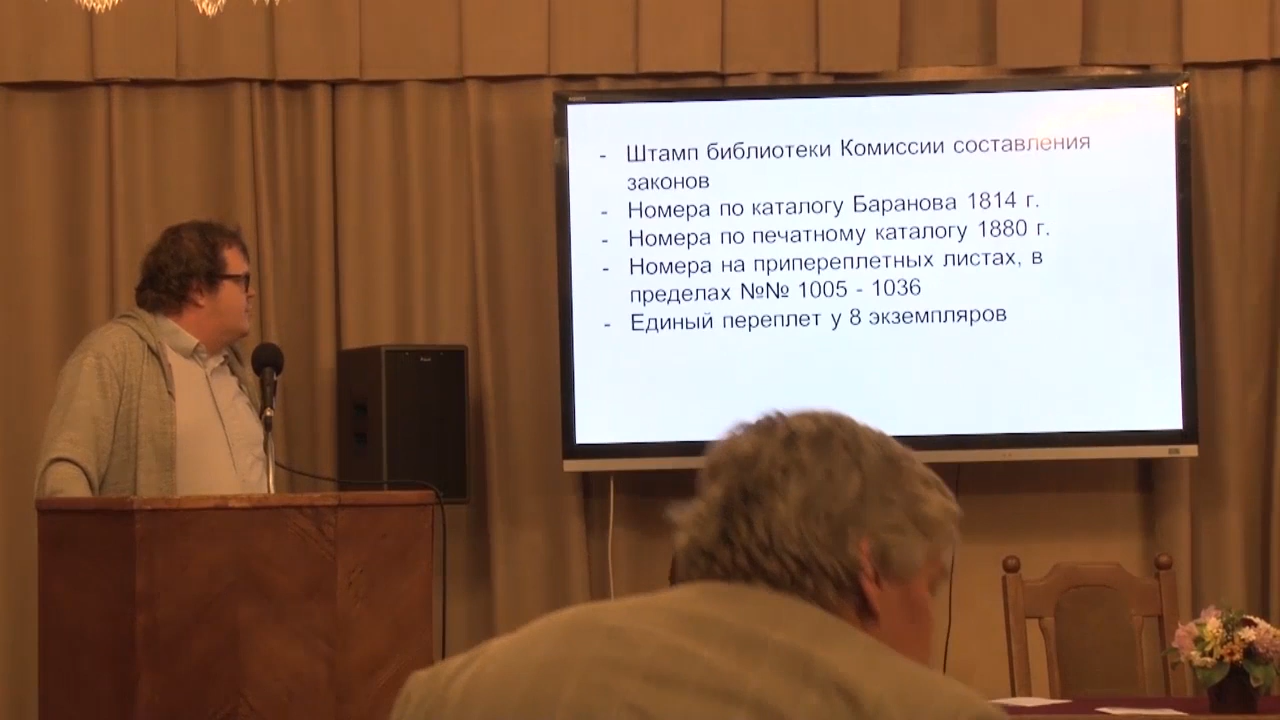 - Штамп библиотеки Комиссии составления
законов
- Номера по каталогу Баранова 1814 г.
- Номера по печатному каталогу 1880 г.
- Номера на припереплетных листах, в
пределах №№ 1005 - 1036
- Единый переплет у 8 экземпляров